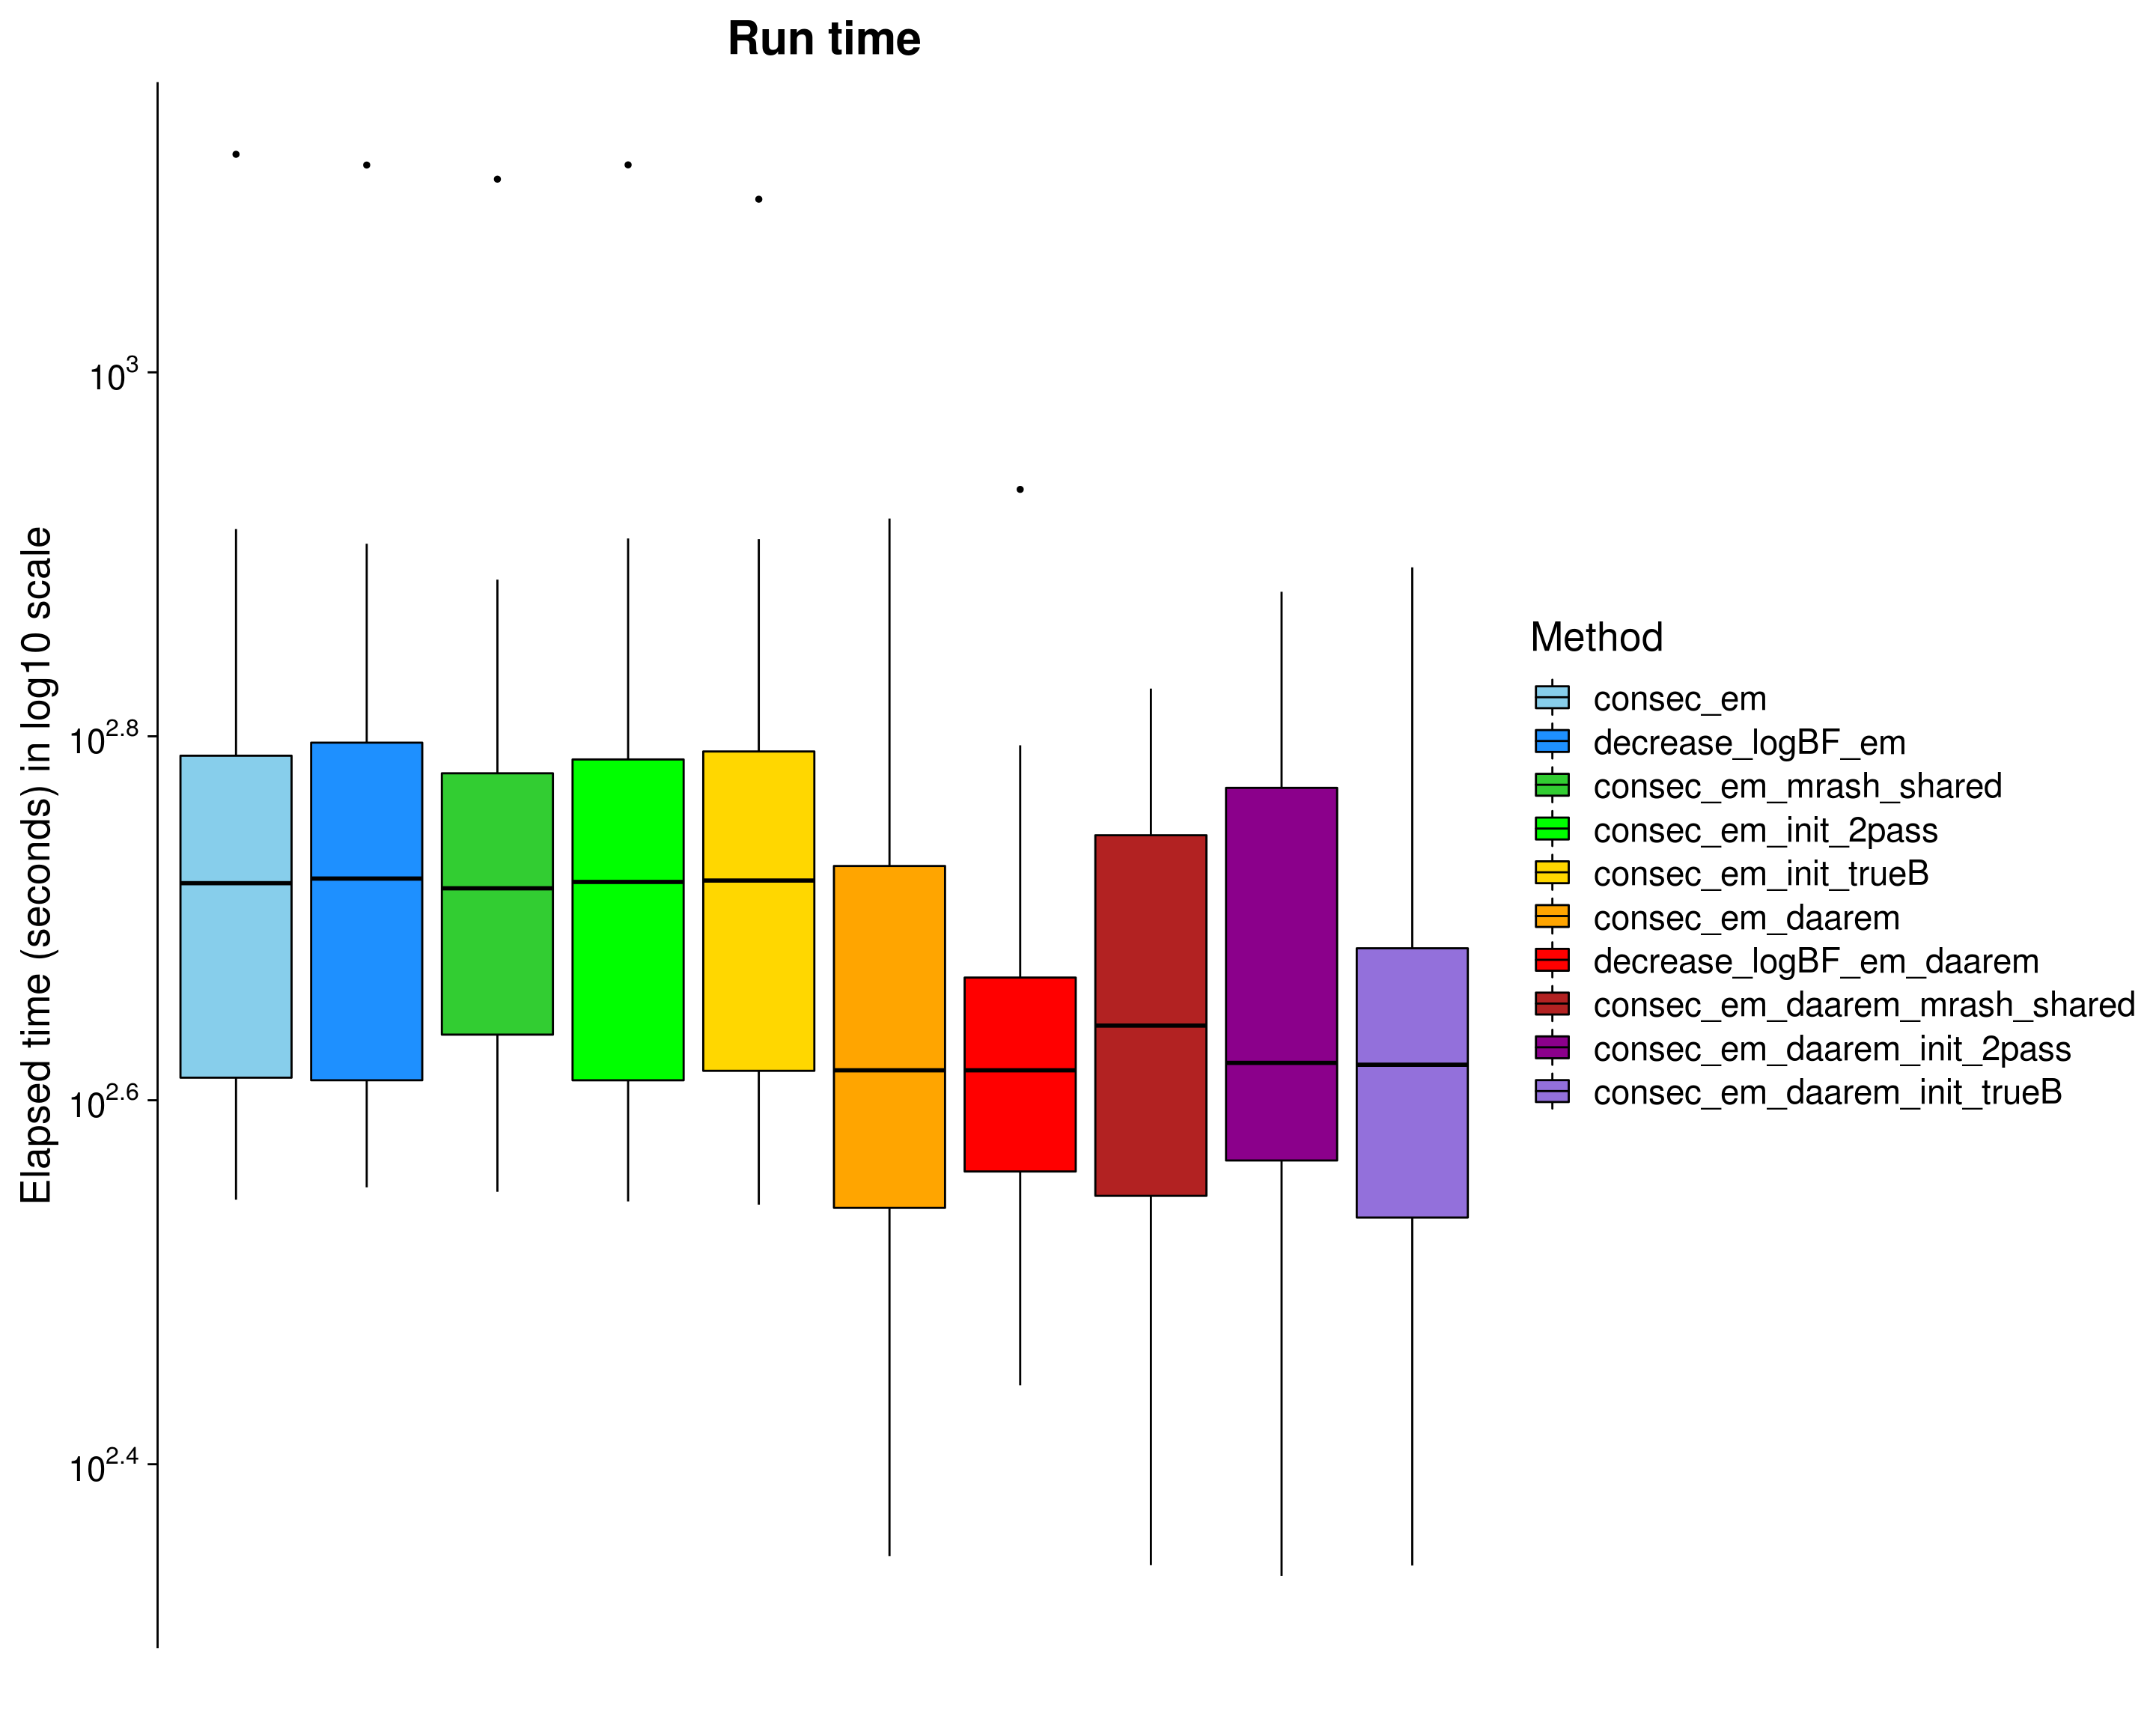 Run time
Elapsed time (seconds) in log10 scale
10^3
10^2.8
10^2.6
10^2.4
Method
consec_em
decrease_logBF_em
consec_em_mrash_shared
consec_em_init_2pass
consec_em_init_trueB
consec_em_daarem
decrease_logBF_em_daarem
consec_em_daarem_mrash_shared
consec_em_daarem_init_2pass
consec_em_daarem_init_trueB